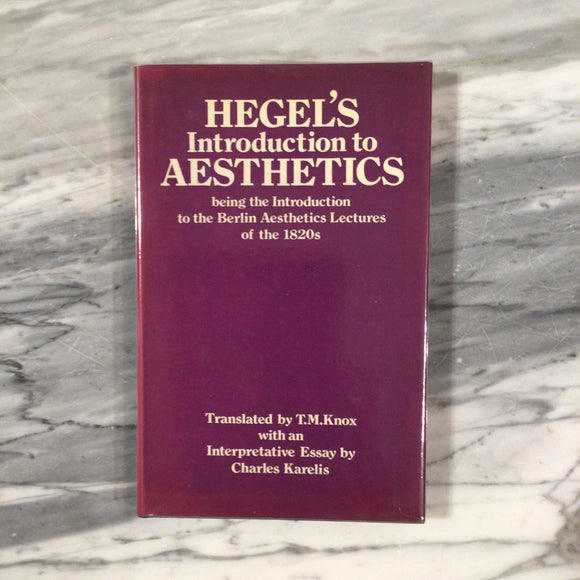 HEGEL'S
Introduction to
AESTHETICS
being the Introduction
to the Berlin Aesthetics Lectures
of the 1820s
Translated by T.M.Knox
with an
Interpretative Essay by
Charles Karelis